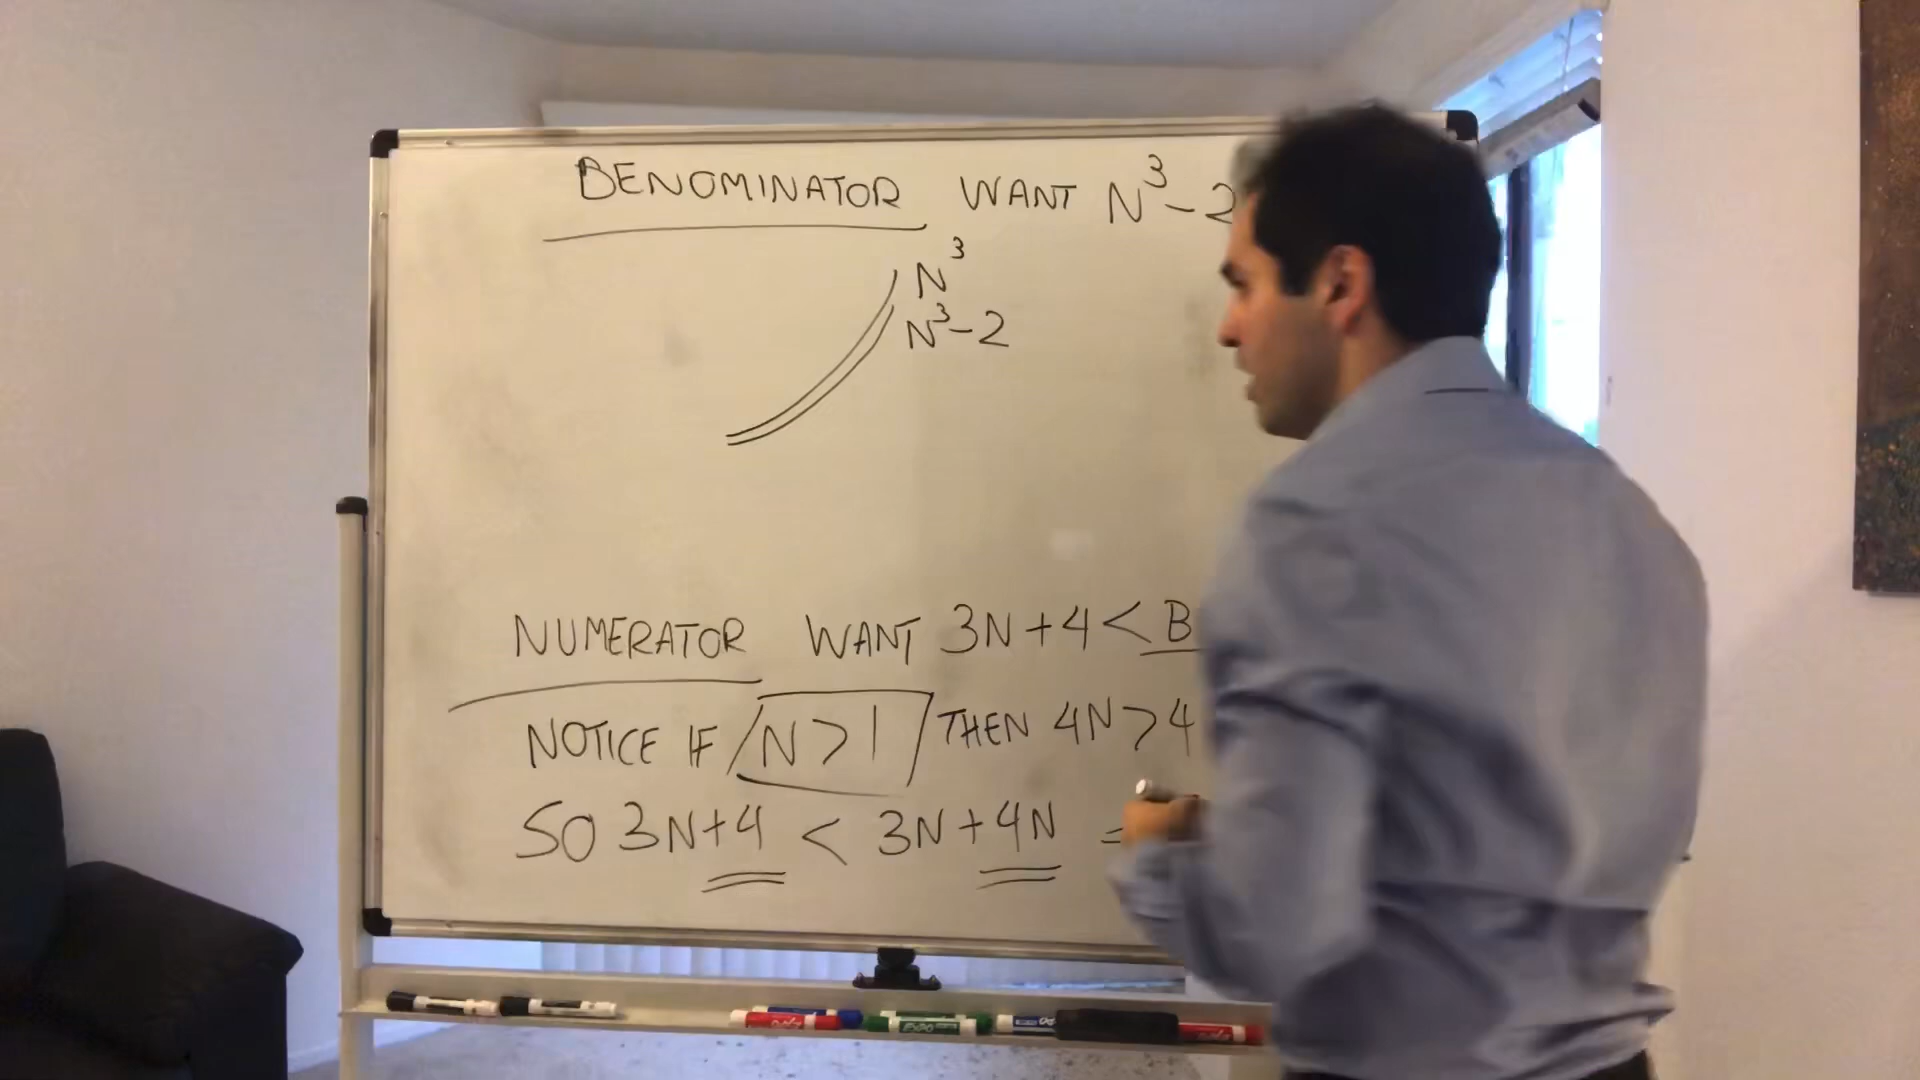 BENOMINATOR WANT N³-2
N³
N³-2
NUMERATOR WANT 3N+4 < B
NOTICE IF N>1 THEN 4N>4
SO 3N+4 < 3N+4N =
EXPO